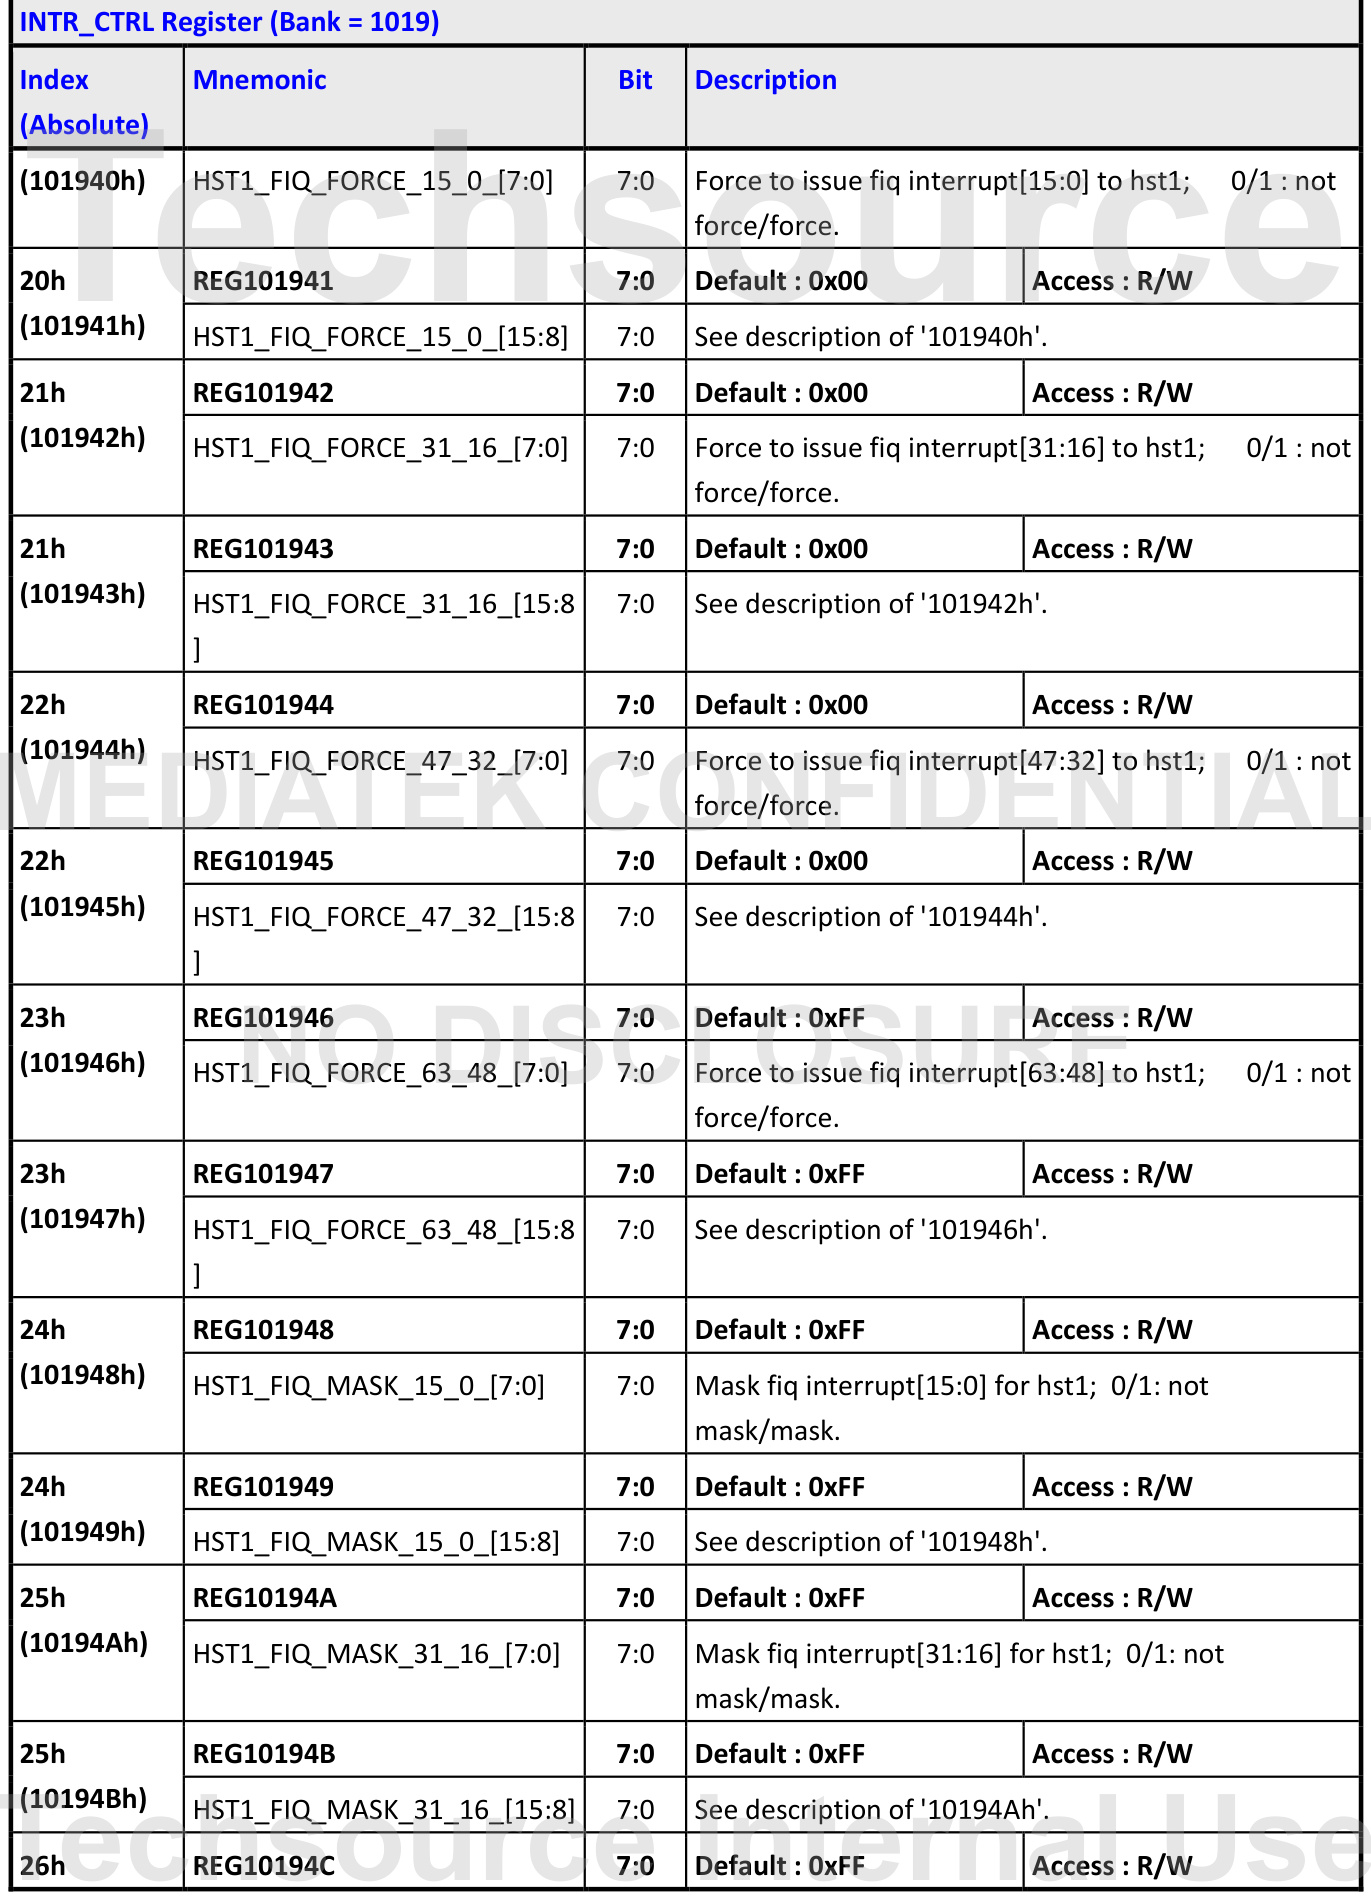 INTR_CTRL Register (Bank = 1019)
Index Mnemonic Bit Description
(Absolute)
(101940h) HST1_FIQ_FORCE_15_0_[7:0] 7:0 Force to issue fiq interrupt[15:0] to hst1; 0/1 : not
force/force.
20h REG101941 7:0 Default : 0x00 Access : R/W
(101941h) HST1_FIQ_FORCE_15_0_[15:8] 7:0 See description of '101940h'.
21h REG101942 7:0 Default : 0x00 Access : R/W
(101942h) HST1_FIQ_FORCE_31_16_[7:0] 7:0 Force to issue fiq interrupt[31:16] to hst1; 0/1 : not
force/force.
21h REG101943 7:0 Default : 0x00 Access : R/W
(101943h) HST1_FIQ_FORCE_31_16_[15:8 7:0 See description of '101942h'.
]
22h REG101944 7:0 Default : 0x00 Access : R/W
(101944h) HST1_FIQ_FORCE_47_32_[7:0] 7:0 Force to issue fiq interrupt[47:32] to hst1; 0/1 : not
force/force.
22h REG101945 7:0 Default : 0x00 Access : R/W
(101945h) HST1_FIQ_FORCE_47_32_[15:8 7:0 See description of '101944h'.
]
23h REG101946 7:0 Default : 0xFF Access : R/W
(101946h) HST1_FIQ_FORCE_63_48_[7:0] 7:0 Force to issue fiq interrupt[63:48] to hst1; 0/1 : not
force/force.
23h REG101947 7:0 Default : 0xFF Access : R/W
(101947h) HST1_FIQ_FORCE_63_48_[15:8 7:0 See description of '101946h'.
]
24h REG101948 7:0 Default : 0xFF Access : R/W
(101948h) HST1_FIQ_MASK_15_0_[7:0] 7:0 Mask fiq interrupt[15:0] for hst1; 0/1: not
mask/mask.
24h REG101949 7:0 Default : 0xFF Access : R/W
(101949h) HST1_FIQ_MASK_15_0_[15:8] 7:0 See description of '101948h'.
25h REG10194A 7:0 Default : 0xFF Access : R/W
(10194Ah) HST1_FIQ_MASK_31_16_[7:0] 7:0 Mask fiq interrupt[31:16] for hst1; 0/1: not
mask/mask.
25h REG10194B 7:0 Default : 0xFF Access : R/W
(10194Bh) HST1_FIQ_MASK_31_16_[15:8] 7:0 See description of '10194Ah'.
26h REG10194C 7:0 Default : 0xFF Access : R/W
Techsource
MEDIATEK CONFIDENTIAL
NO DISCLOSURE
Techsource Internal Use